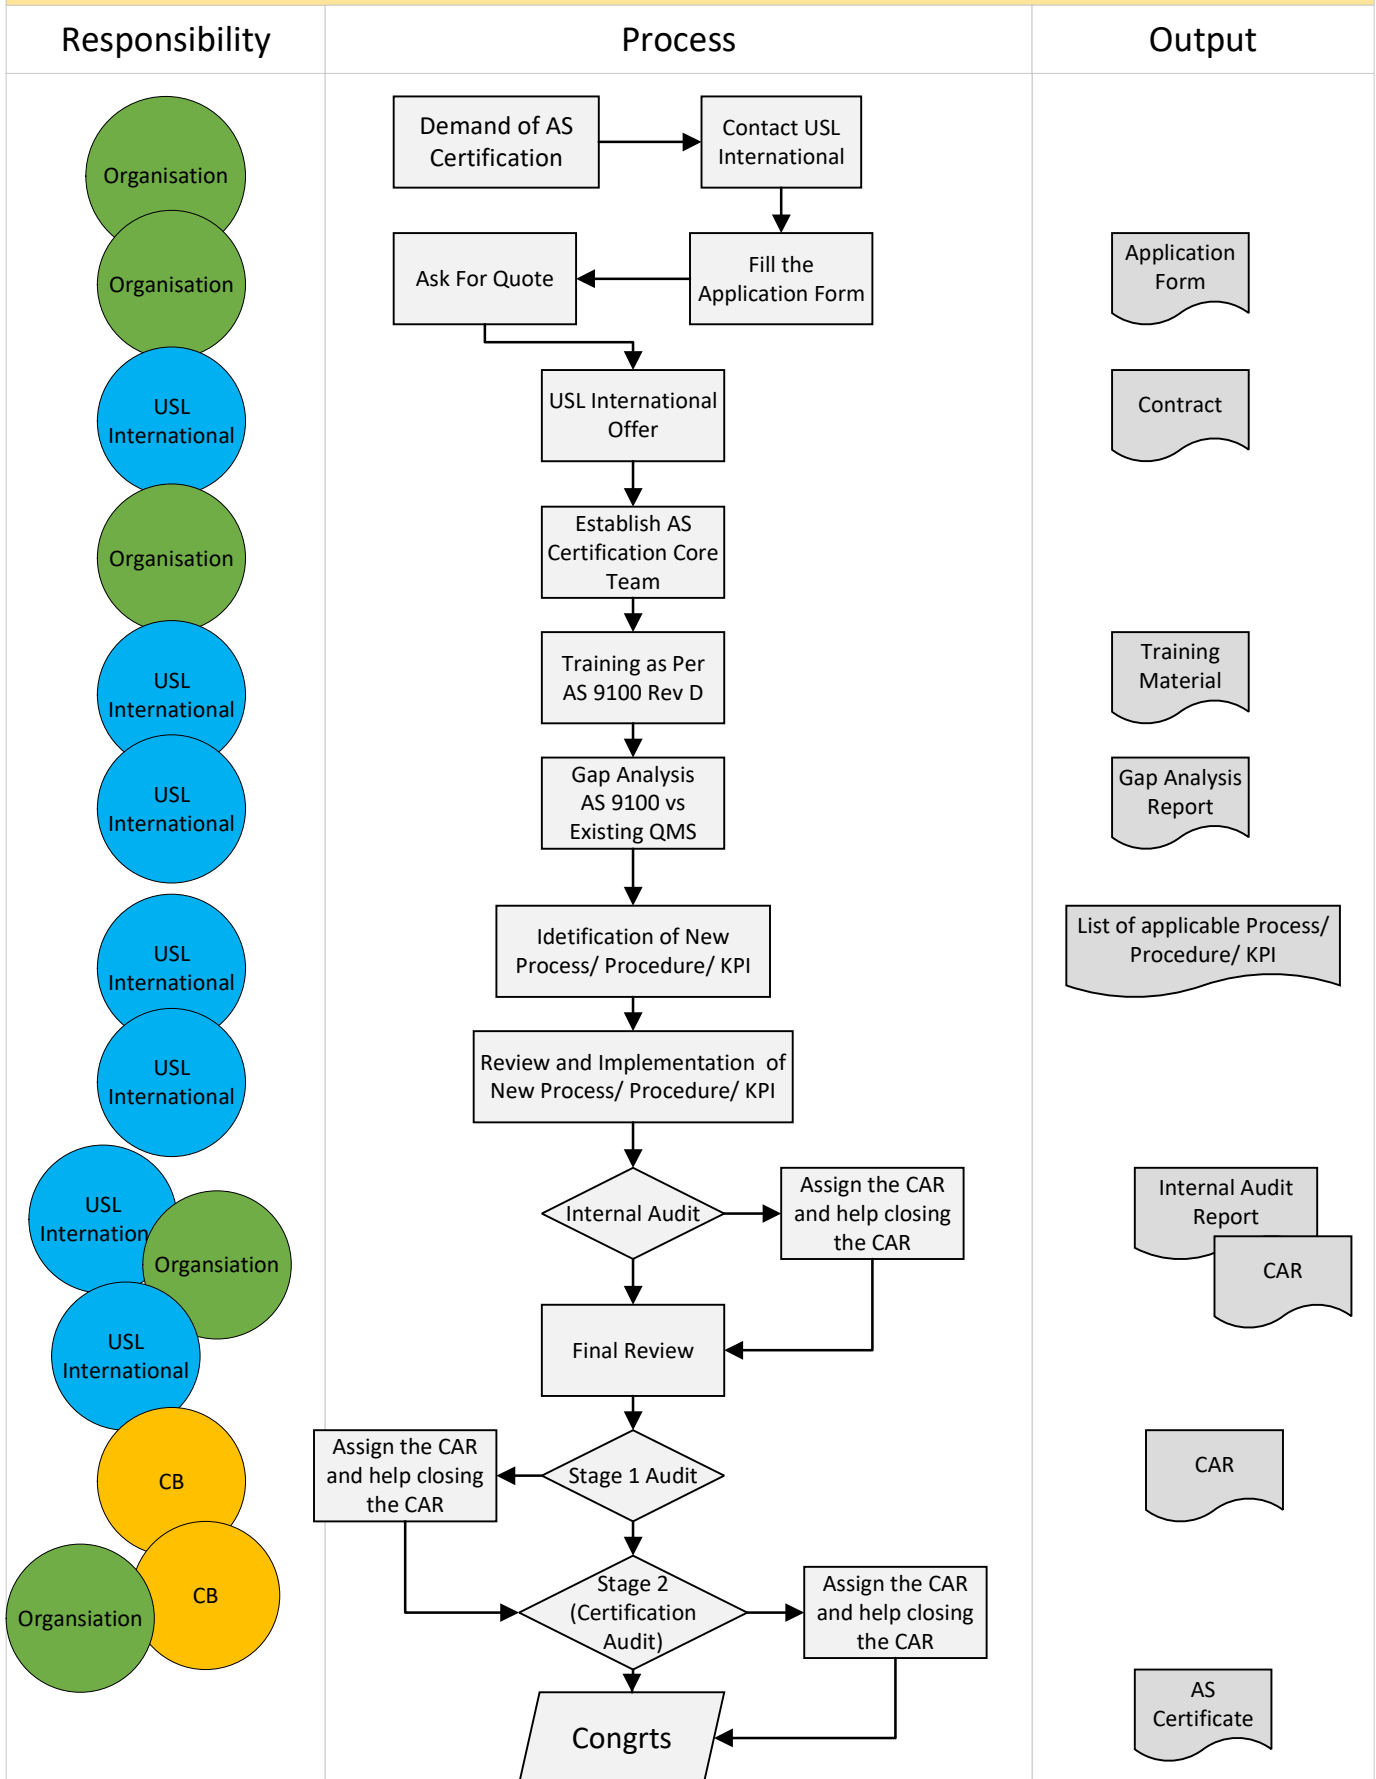 Responsibility
Process
Output
Organisation
Demand of AS
Certification
Contact USL
International
Organisation
Ask For Quote
Fill the
Application Form
Application
Form
USL
International
USL International
Offer
Contract
Organisation
Establish AS
Certification Core
Team
USL
International
Training as Per
AS 9100 Rev D
Training
Material
USL
International
Gap Analysis
AS 9100 vs
Existing QMS
Gap Analysis
Report
USL
International
Idetification of New
Process/ Procedure/ KPI
List of applicable Process/
Procedure/ KPI
USL
International
Review and Implementation of
New Process/ Procedure/ KPI
USL
Internation
Organsiation
Internal Audit
Assign the CAR
and help closing
the CAR
Internal Audit
Report
CAR
USL
International
Final Review
CB
Assign the CAR
and help closing
the CAR
Stage 1 Audit
CAR
Organsiation
CB
Stage 2
(Certification
Audit)
Assign the CAR
and help closing
the CAR
Congrts
AS
Certificate